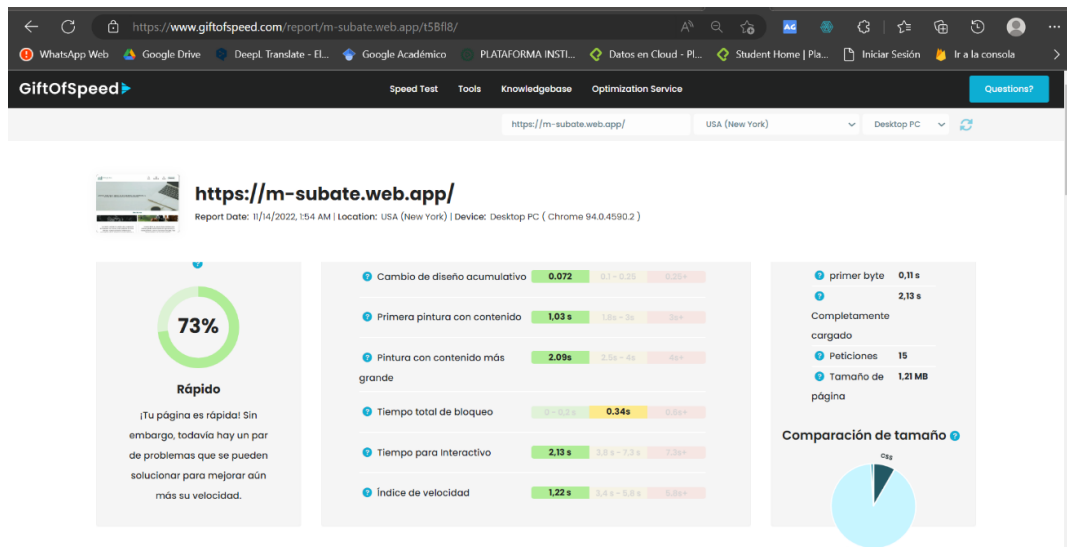 https://www.giftofspeed.com/report/m-subate.web.app/t5Bfl8/
WhatsApp Web Google Drive DeepL Translate - El... Google Académico PLATAFORMA INSTI... Datos en Cloud - Pl... Student Home | Pla... Iniciar Sesión Ir a la consola
GiftOfSpeed Speed Test Tools Knowledgebase Optimization Service Questions?
https://m-subate.web.app/ USA (New York) Desktop PC
https://m-subate.web.app/
Report Date: 11/14/2022, 1:54 AM | Location: USA (New York) | Device: Desktop PC ( Chrome 94.0.4590.2 )
73%
Rápido
¡Tu página es rápida! Sin
embargo, todavía hay un par
de problemas que se pueden
solucionar para mejorar aún
más su velocidad.
Cambio de diseño acumulativo 0.072 0.1 - 0.25 0.25+
Primera pintura con contenido 1,03 s 1.8s - 3s 3s+
Pintura con contenido más 2.09s 2.5s - 4s 4s+
grande
Tiempo total de bloqueo 0 - 0,2 s 0.34s 0.6s+
Tiempo para Interactivo 2,13 s 3,8 s - 7,3 s 7.3s+
Índice de velocidad 1,22 s 3,4 s - 5,8 s 5.8s+
primer byte 0,11 s
2,13 s
Completamente
cargado
Peticiones 15
Tamaño de 1,21 MB
página
Comparación de tamaño
CSS